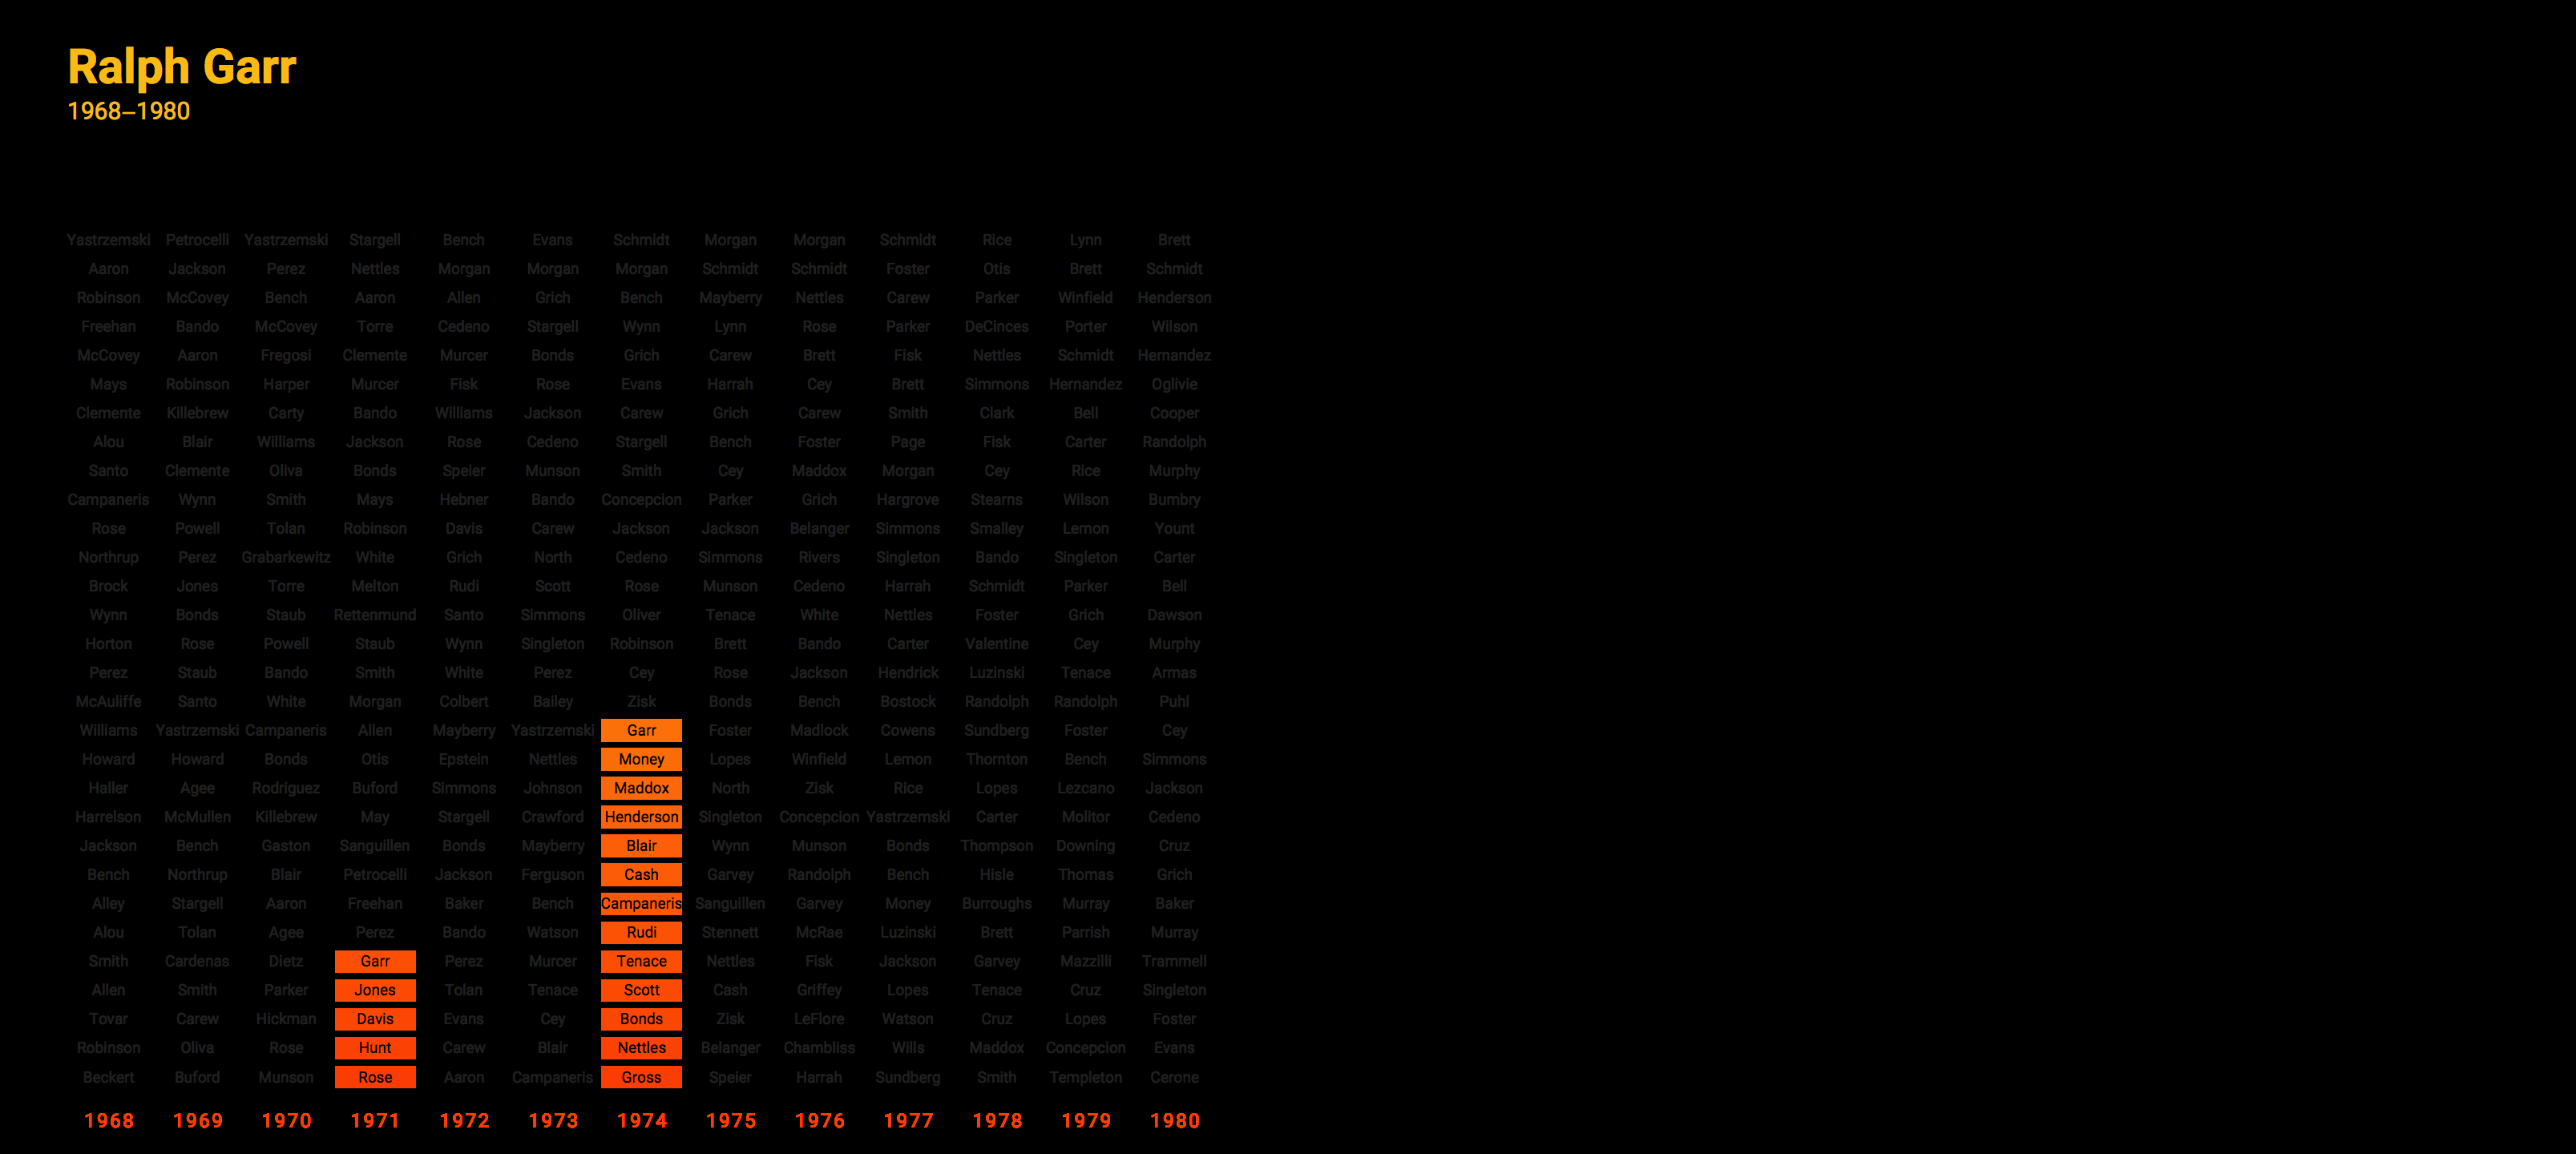 Ralph Garr
1968–1980
Yastrzemski Petrocelli Yastrzemski Stargell Bench Evans Schmidt Morgan Morgan Schmidt Rice Lynn Brett
Aaron Jackson Perez Nettles Morgan Morgan Morgan Schmidt Schmidt Foster Otis Brett Schmidt
Robinson McCovey Bench Aaron Allen Grich Bench Mayberry Nettles Carew Parker Winfield Henderson
Freehan Bando McCovey Torre Cedeno Stargell Wynn Lynn Rose Parker DeCinces Porter Wilson
McCovey Aaron Fregosi Clemente Murcer Bonds Grich Carew Brett Fisk Nettles Schmidt Hernandez
Mays Robinson Harper Murcer Fisk Rose Evans Harrah Cey Brett Simmons Hernandez Oglivie
Clemente Killebrew Carty Bando Williams Jackson Carew Grich Carew Smith Clark Bell Cooper
Alou Blair Williams Jackson Rose Cedeno Stargell Bench Foster Page Fisk Carter Randolph
Santo Clemente Oliva Bonds Speier Munson Smith Cey Maddox Morgan Cey Rice Murphy
Campaneris Wynn Smith Mays Hebner Bando Concepcion Parker Grich Hargrove Stearns Wilson Bumbry
Rose Powell Tolan Robinson Davis Carew Jackson Jackson Belanger Simmons Smalley Lemon Yount
Northrup Perez Grabarkewitz White Grich North Cedeno Simmons Rivers Singleton Bando Singleton Carter
Brock Jones Torre Melton Rudi Scott Rose Munson Cedeno Harrah Schmidt Parker Bell
Wynn Bonds Staub Rettenmund Santo Simmons Oliver Tenace White Nettles Foster Grich Dawson
Horton Rose Powell Staub Wynn Singleton Robinson Brett Bando Carter Valentine Cey Murphy
Perez Staub Bando Smith White Perez Cey Rose Jackson Hendrick Luzinski Tenace Armas
McAuliffe Santo White Morgan Colbert Bailey Zisk Bonds Bench Bostock Randolph Randolph Puhl
Williams Yastrzemski Campaneris Allen Mayberry Yastrzemski Garr Foster Madlock Cowens Sundberg Foster Cey
Howard Howard Bonds Otis Epstein Nettles Money Lopes Winfield Lemon Thornton Bench Simmons
Haller Agee Rodriguez Buford Simmons Johnson Maddox North Zisk Rice Lopes Lezcano Jackson
Harrelson McMullen Killebrew May Stargell Crawford Henderson Singleton Concepcion Yastrzemski Carter Molitor Cedeno
Jackson Bench Gaston Sanguillen Bonds Mayberry Blair Wynn Munson Bonds Thompson Downing Cruz
Bench Northrup Blair Petrocelli Jackson Ferguson Cash Garvey Randolph Bench Hisle Thomas Grich
Alley Stargell Aaron Freehan Baker Bench Campaneris Sanguillen Garvey Money Burroughs Murray Baker
Alou Tolan Agee Perez Bando Watson Rudi Stennett McRae Luzinski Brett Parrish Murray
Smith Cardenas Dietz Garr Perez Murcer Tenace Nettles Fisk Jackson Garvey Mazzilli Trammell
Allen Smith Parker Jones Tolan Tenace Scott Cash Griffey Lopes Tenace Cruz Singleton
Tovar Carew Hickman Davis Evans Cey Bonds Zisk LeFlore Watson Cruz Lopes Foster
Robinson Oliva Rose Hunt Carew Blair Nettles Belanger Chambliss Wills Maddox Concepcion Evans
Beckert Buford Munson Rose Aaron Campaneris Gross Speier Harrah Sundberg Smith Templeton Cerone
1968 1969 1970 1971 1972 1973 1974 1975 1976 1977 1978 1979 1980